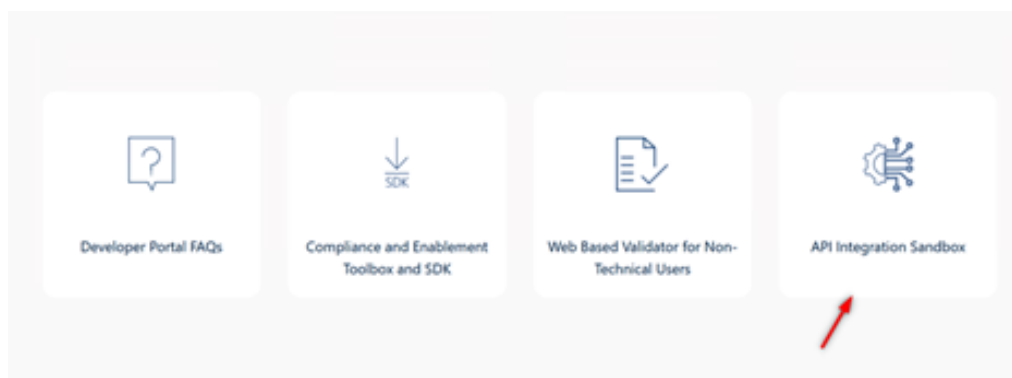 ?
SDK
Developer Portal FAQs
Compliance and Enablement
Toolbox and SDK
Web Based Validator for Non-
Technical Users
API Integration Sandbox